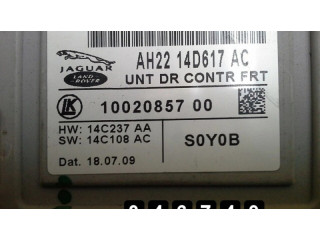 JAGUAR
LAND-ROVER
AH22 14D617 AC
UNT DR CONTR FRT
LK
10020857 00
HW: 14C237 AA
SW: 14C108 AC
S0Y0B
Dat. 18.07.09